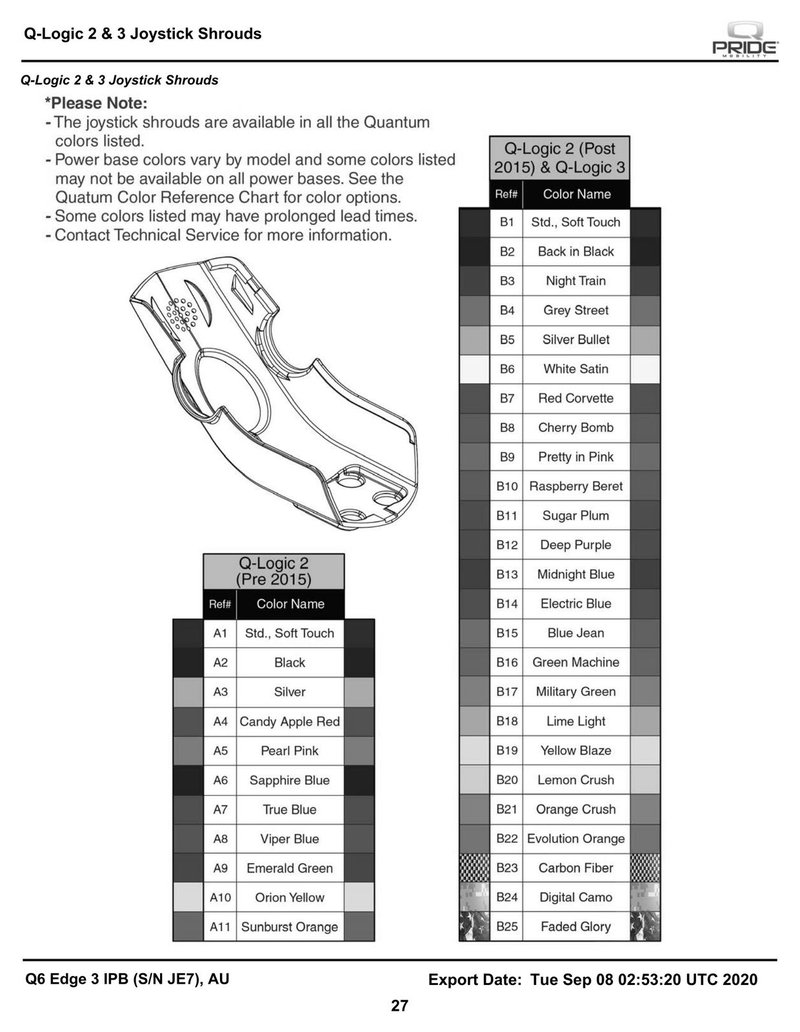 Q-Logic 2 & 3 Joystick Shrouds
Q PRIDE
MOBILITY
Q-Logic 2 & 3 Joystick Shrouds
*Please Note:
- The joystick shrouds are available in all the Quantum
colors listed.
- Power base colors vary by model and some colors listed
may not be available on all power bases. See the
Quatum Color Reference Chart for color options.
- Some colors listed may have prolonged lead times.
- Contact Technical Service for more information.
Q-Logic 2
(Pre 2015)
Ref# Color Name
A1 Std., Soft Touch
A2 Black
A3 Silver
A4 Candy Apple Red
A5 Pearl Pink
A6 Sapphire Blue
A7 True Blue
A8 Viper Blue
A9 Emerald Green
A10 Orion Yellow
A11 Sunburst Orange
Q-Logic 2 (Post
2015) & Q-Logic 3
Ref# Color Name
B1 Std., Soft Touch
B2 Back in Black
B3 Night Train
B4 Grey Street
B5 Silver Bullet
B6 White Satin
B7 Red Corvette
B8 Cherry Bomb
B9 Pretty in Pink
B10 Raspberry Beret
B11 Sugar Plum
B12 Deep Purple
B13 Midnight Blue
B14 Electric Blue
B15 Blue Jean
B16 Green Machine
B17 Military Green
B18 Lime Light
B19 Yellow Blaze
B20 Lemon Crush
B21 Orange Crush
B22 Evolution Orange
B23 Carbon Fiber
B24 Digital Camo
B25 Faded Glory
Q6 Edge 3 IPB (S/N JE7), AU
Export Date: Tue Sep 08 02:53:20 UTC 2020
27